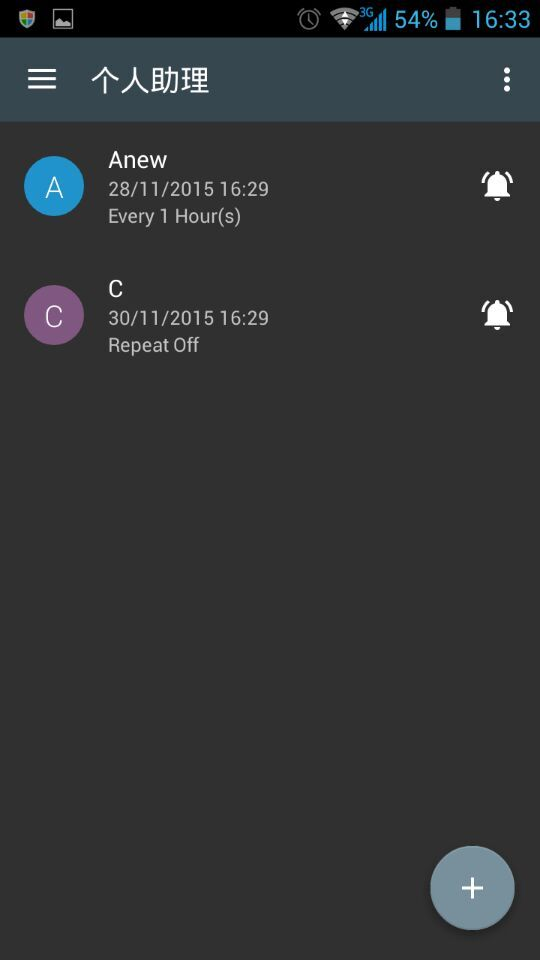 3G 54% 16:33
个人助理
A
Anew
28/11/2015 16:29
Every 1 Hour(s)
C
C
30/11/2015 16:29
Repeat Off
+